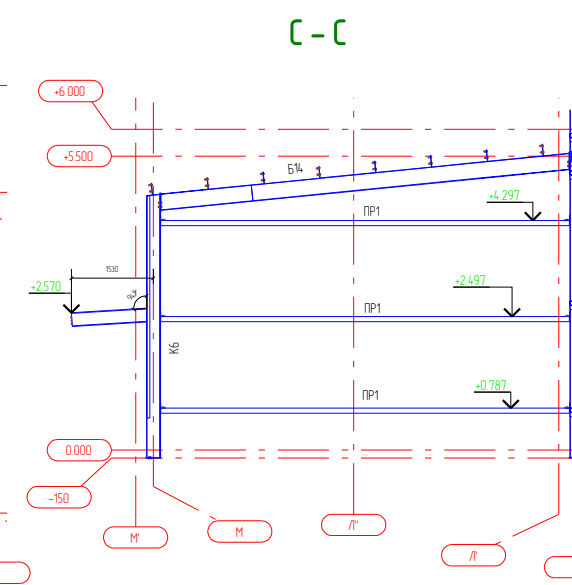 С-С
+6.000
+5.500
Б14
ПР1
+4.297
1530
+2.570
+2.497
ПР1
К6
+0.787
ПР1
0.000
-150
М'
М
Л''
Л'